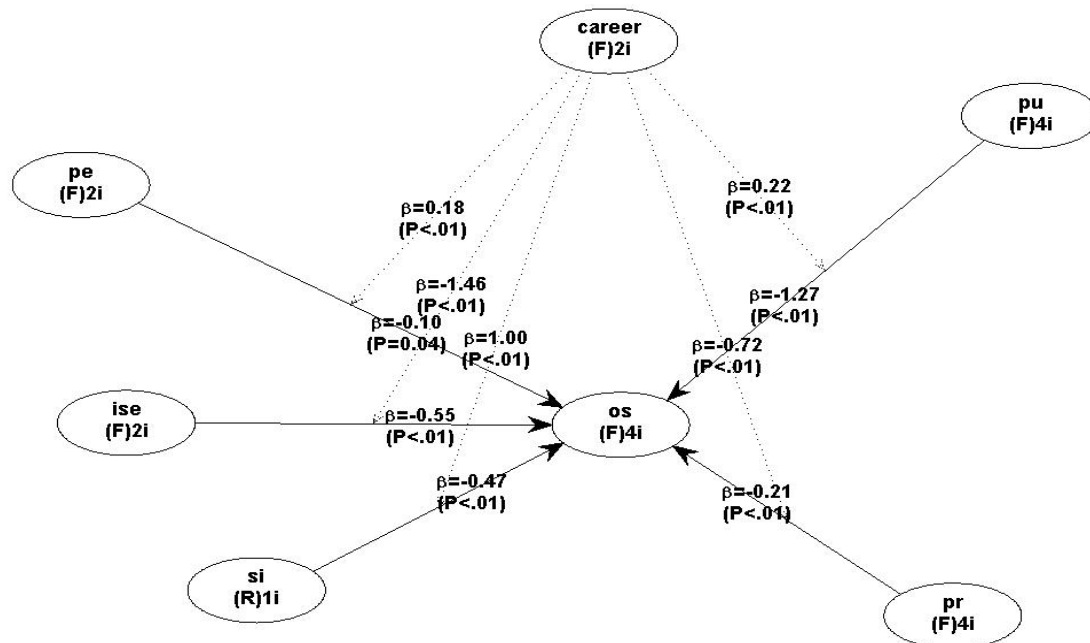 career
(F)2i
pu
(F)4i
pe
(F)2i
β=0.22
(P<.01)
β=0.18
(P<.01)
β=-1.46
(P<.01)
β=-1.27
(P<.01)
β=-0.10
(P=0.04)
β=1.00
(P<.01)
β=-0.72
(P<.01)
ise
(F)2i
β=-0.55
(P<.01)
os
(F)4i
β=-0.47
(P<.01)
β=-0.21
(P<.01)
si
(R)1i
pr
(F)4i